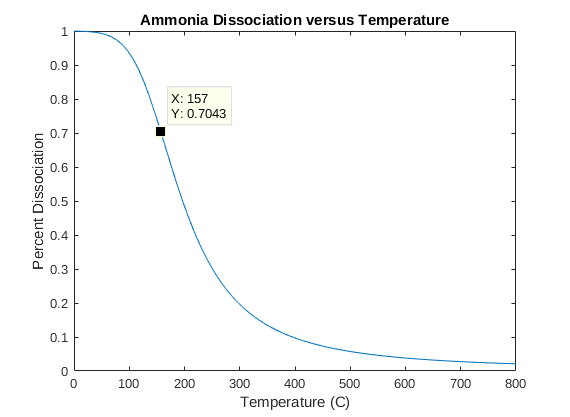 Ammonia Dissociation versus Temperature
1
0.9
0.8
0.7
0.6
0.5
0.4
0.3
0.2
0.1
0
Percent Dissociation
X: 157
Y: 0.7043
0 100 200 300 400 500 600 700 800
Temperature (C)